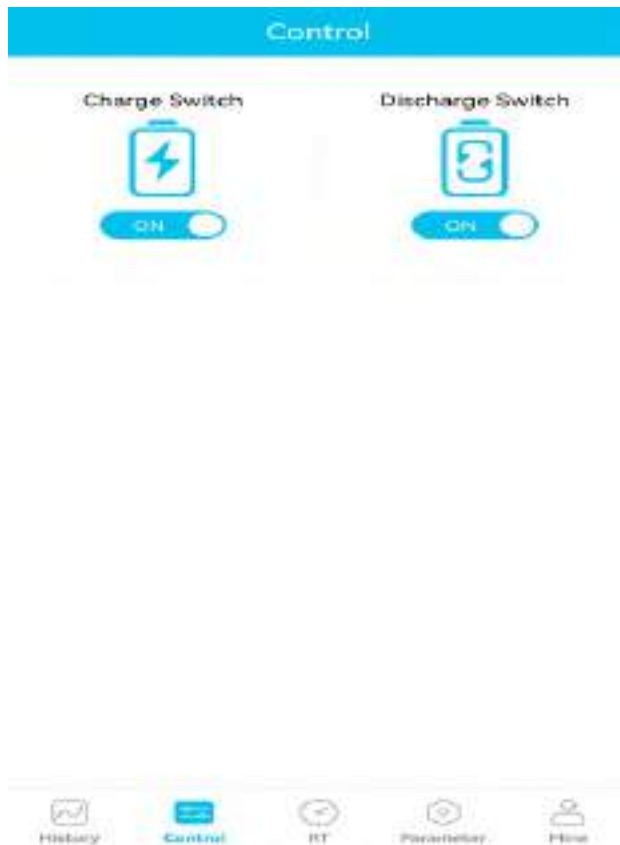 Control
Charge Switch
Discharge Switch
ON
ON
History
Control
RT
Parameter
Mine